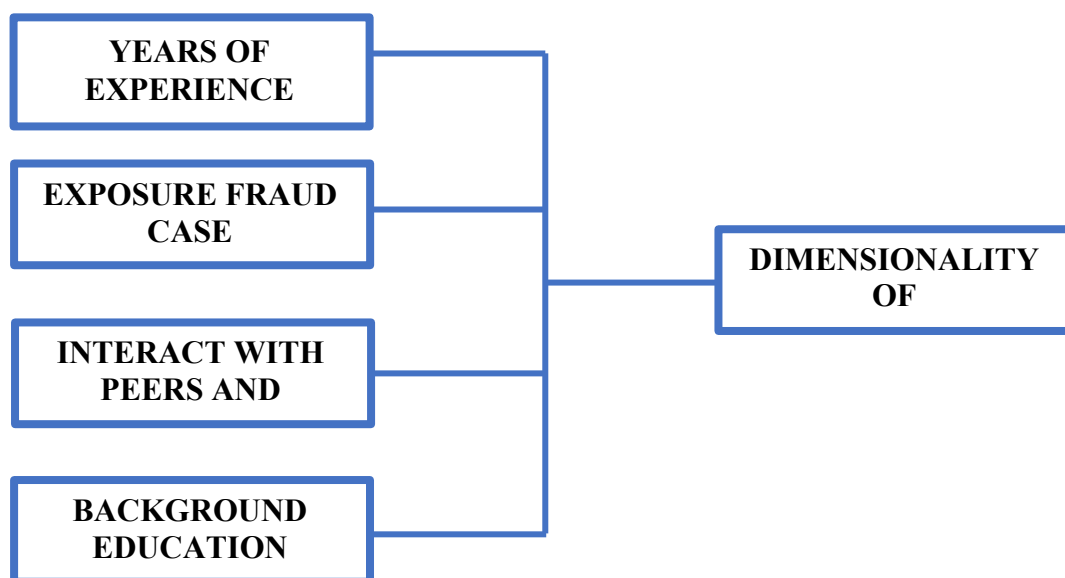 YEARS OF
EXPERIENCE
EXPOSURE FRAUD
CASE
INTERACT WITH
PEERS AND
BACKGROUND
EDUCATION
DIMENSIONALITY
OF